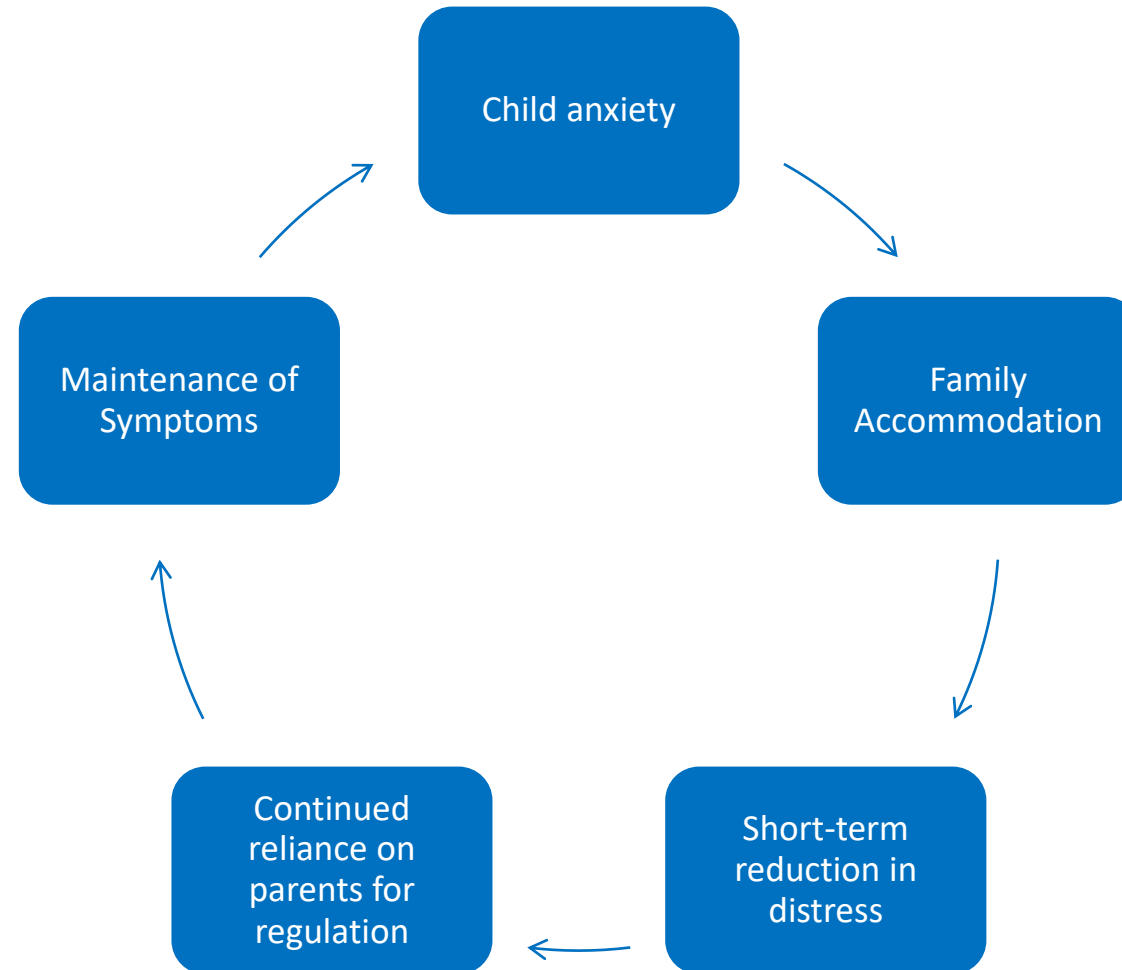 Child anxiety
Family
Accommodation
Short-term
reduction in
distress
Continued
reliance on
parents for
regulation
Maintenance of
Symptoms